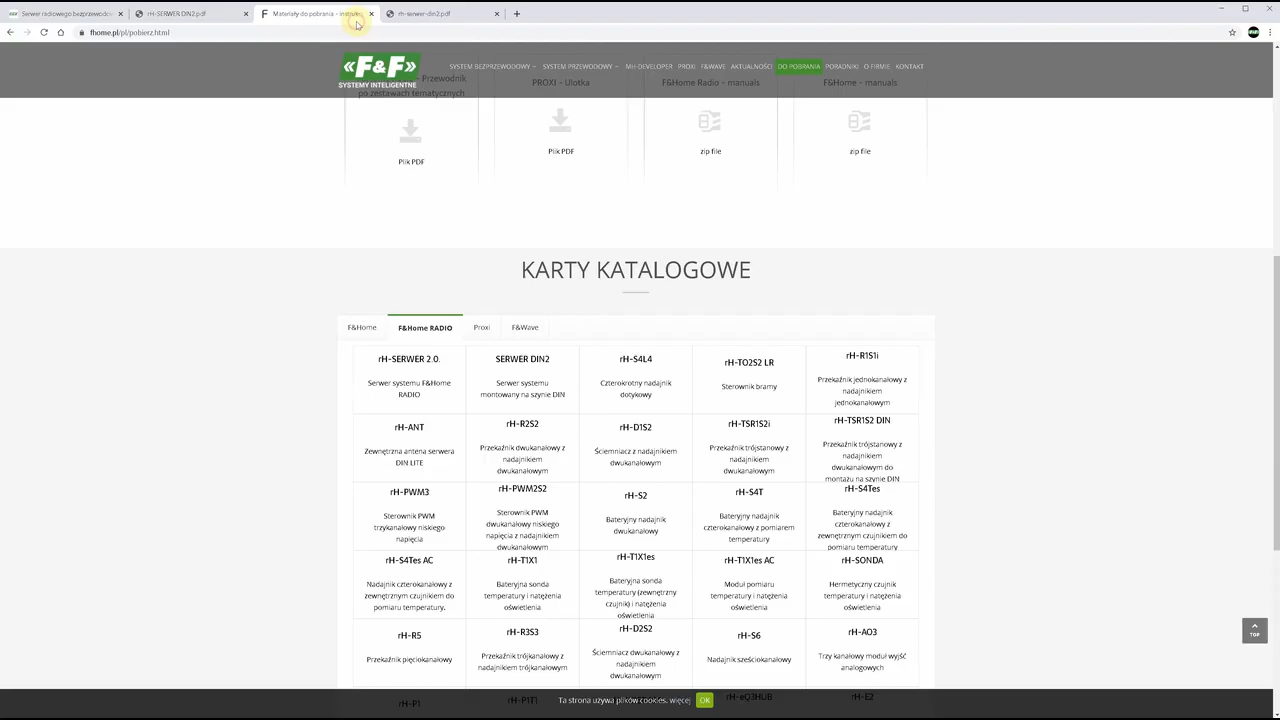 Serwer radiowego bezprzewodow
rH-SERWER DIN2.pdf
Materiały do pobrania - instrukc
rh-serwer-din2.pdf
fhome.pl/pl/pobierz.html
«F&F»
SYSTEMY INTELIGENTNE
SYSTEM BEZPRZEWODOWY
SYSTEM PRZEWODOWY
MH-DEVELOPER
PROXI
F&WAVE
AKTUALNOŚCI
DO POBRANIA
PORADNIKI
O FIRMIE
KONTAKT
- Przewodnik
po zestawach tematycznych
PROXI - Ulotka
F&Home Radio - manuals
F&Home - manuals
Plik PDF
Plik PDF
zip file
zip file
KARTY KATALOGOWE
F&Home
F&Home RADIO
Proxi
F&Wave
rH-SERWER 2.0.
Serwer systemu F&Home
RADIO
SERWER DIN2
Serwer systemu
montowany na szynie DIN
rH-S4L4
Czterokrotny nadajnik
dotykowy
rH-TO2S2 LR
Sterownik bramy
rH-R1S1i
Przekaźnik jednokanałowy z
nadajnikiem
jednokanałowym
rH-ANT
Zewnętrzna antena serwera
DIN LITE
rH-R2S2
Przekaźnik dwukanałowy z
nadajnikiem
dwukanałowym
rH-D1S2
Ściemniacz z nadajnikiem
dwukanałowym
rH-TSR1S2i
Przekaźnik trójstanowy z
nadajnikiem
dwukanałowym
rH-TSR1S2 DIN
Przekaźnik trójstanowy z
nadajnikiem
dwukanałowym do
montażu na szynie DIN
rH-PWM3
Sterownik PWM
trzykanałowy niskiego
napięcia
rH-PWM2S2
Sterownik PWM
dwukanałowy niskiego
napięcia z nadajnikiem
dwukanałowym
rH-S2
Bateryjny nadajnik
dwukanałowy
rH-S4T
Bateryjny nadajnik
czterokanałowy z pomiarem
temperatury
rH-S4Tes
Bateryjny nadajnik
czterokanałowy z
zewnętrznym czujnikiem do
pomiaru temperatury
rH-S4Tes AC
Nadajnik czterokanałowy z
zewnętrznym czujnikiem do
pomiaru temperatury.
rH-T1X1
Bateryjna sonda
temperatury i natężenia
oświetlenia
rH-T1X1es
Bateryjna sonda
temperatury (zewnętrzny
czujnik) i natężenia
oświetlenia
rH-T1X1es AC
Moduł pomiaru
temperatury i natężenia
oświetlenia
rH-SONDA
Hermetyczny czujnik
temperatury i natężenia
oświetlenia
rH-R5
Przekaźnik pięciokanałowy
rH-R3S3
Przekaźnik trójkanałowy z
nadajnikiem trójkanałowym
rH-D2S2
Ściemniacz dwukanałowy z
nadajnikiem
dwukanałowym
rH-S6
Nadajnik sześciokanałowy
rH-AO3
Trzy kanałowy moduł wyjść
analogowych
TOP
rH-P1
rH-P1T1
rH-eQ3HUB
rH-E2
Ta strona używa plików cookies. więcej
OK